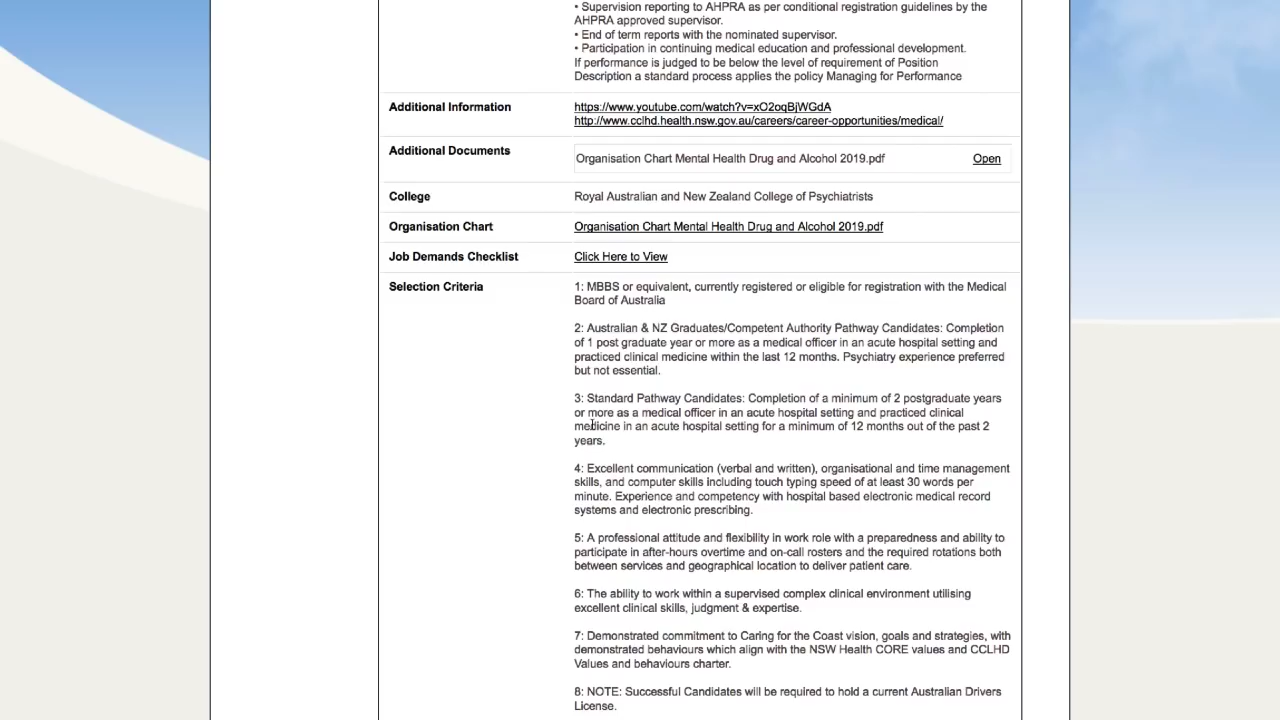 • Supervision reporting to AHPRA as per conditional registration guidelines by the
AHPRA approved supervisor.
• End of term reports with the nominated supervisor.
• Participation in continuing medical education and professional development.
If performance is judged to be below the level of requirement of Position
Description a standard process applies the policy Managing for Performance
Additional Information
https://www.youtube.com/watch?v=xO2oqBjWGdA
http://www.cclhd.health.nsw.gov.au/careers/career-opportunities/medical/
Additional Documents
Organisation Chart Mental Health Drug and Alcohol 2019.pdf Open
College
Royal Australian and New Zealand College of Psychiatrists
Organisation Chart
Organisation Chart Mental Health Drug and Alcohol 2019.pdf
Job Demands Checklist
Click Here to View
Selection Criteria
1: MBBS or equivalent, currently registered or eligible for registration with the Medical
Board of Australia
2: Australian & NZ Graduates/Competent Authority Pathway Candidates: Completion
of 1 post graduate year or more as a medical officer in an acute hospital setting and
practiced clinical medicine within the last 12 months. Psychiatry experience preferred
but not essential.
3: Standard Pathway Candidates: Completion of a minimum of 2 postgraduate years
or more as a medical officer in an acute hospital setting and practiced clinical
medicine in an acute hospital setting for a minimum of 12 months out of the past 2
years.
4: Excellent communication (verbal and written), organisational and time management
skills, and computer skills including touch typing speed of at least 30 words per
minute. Experience and competency with hospital based electronic medical record
systems and electronic prescribing.
5: A professional attitude and flexibility in work role with a preparedness and ability to
participate in after-hours overtime and on-call rosters and the required rotations both
between services and geographical location to deliver patient care.
6: The ability to work within a supervised complex clinical environment utilising
excellent clinical skills, judgment & expertise.
7: Demonstrated commitment to Caring for the Coast vision, goals and strategies, with
demonstrated behaviours which align with the NSW Health CORE values and CCLHD
Values and behaviours charter.
8: NOTE: Successful Candidates will be required to hold a current Australian Drivers
License.